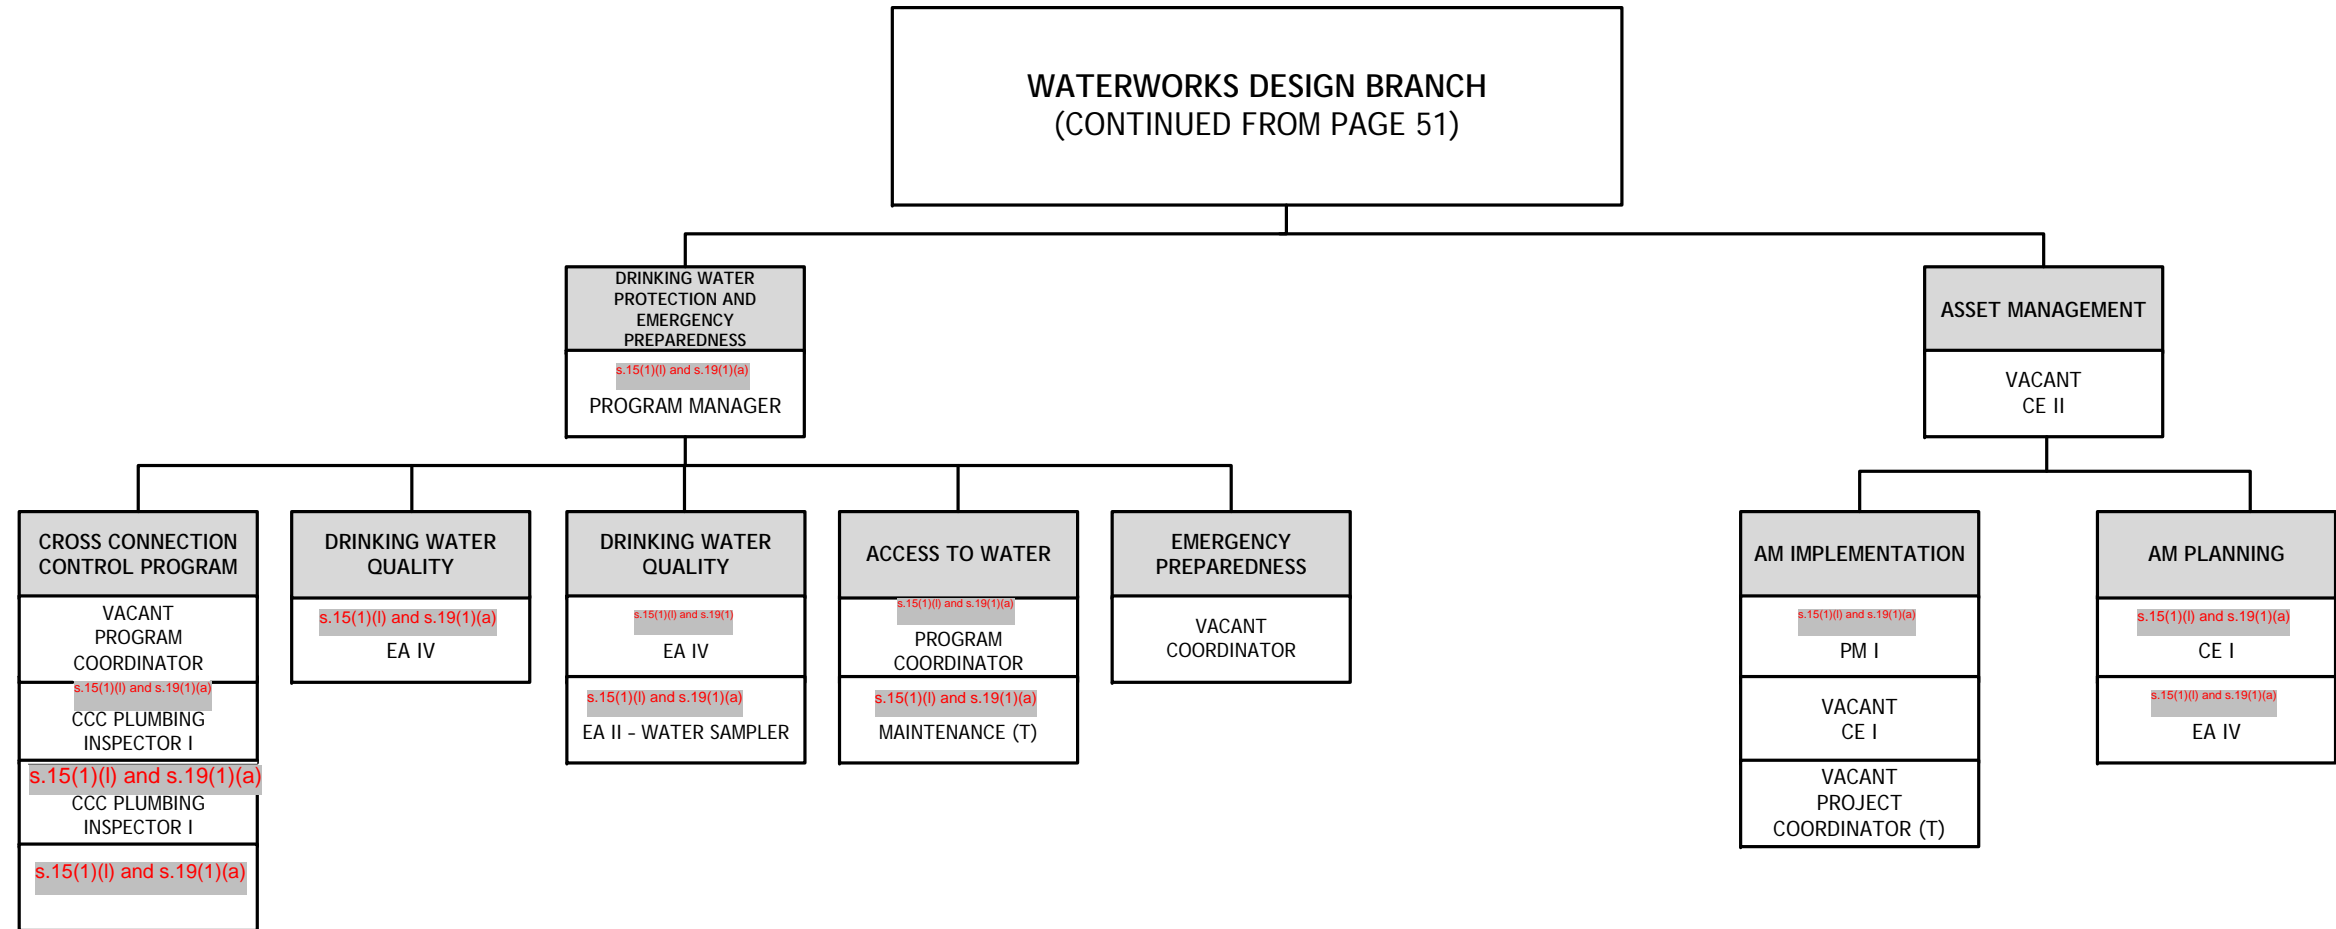 WATERWORKS DESIGN BRANCH
(CONTINUED FROM PAGE 51)
DRINKING WATER
PROTECTION AND
EMERGENCY
PREPAREDNESS
s.15(1)(l) and s.19(1)(a)
PROGRAM MANAGER
ASSET MANAGEMENT
VACANT
CE II
CROSS CONNECTION
CONTROL PROGRAM
VACANT
PROGRAM
COORDINATOR
s.15(1)(l) and s.19(1)(a)
CCC PLUMBING
INSPECTOR I
s.15(1)(l) and s.19(1)(a)
CCC PLUMBING
INSPECTOR I
s.15(1)(l) and s.19(1)(a)
DRINKING WATER
QUALITY
s.15(1)(l) and s.19(1)(a)
EA IV
DRINKING WATER
QUALITY
s.15(1)(l) and s.19(1)
EA IV
s.15(1)(l) and s.19(1)(a)
EA II – WATER SAMPLER
ACCESS TO WATER
s.15(1)(l) and s.19(1)(a)
PROGRAM
COORDINATOR
s.15(1)(l) and s.19(1)(a)
MAINTENANCE (T)
EMERGENCY
PREPAREDNESS
VACANT
COORDINATOR
AM IMPLEMENTATION
s.15(1)(l) and s.19(1)(a)
PM I
VACANT
CE I
VACANT
PROJECT
COORDINATOR (T)
AM PLANNING
s.15(1)(l) and s.19(1)(a)
CE I
s.15(1)(l) and s.19(1)(a)
EA IV